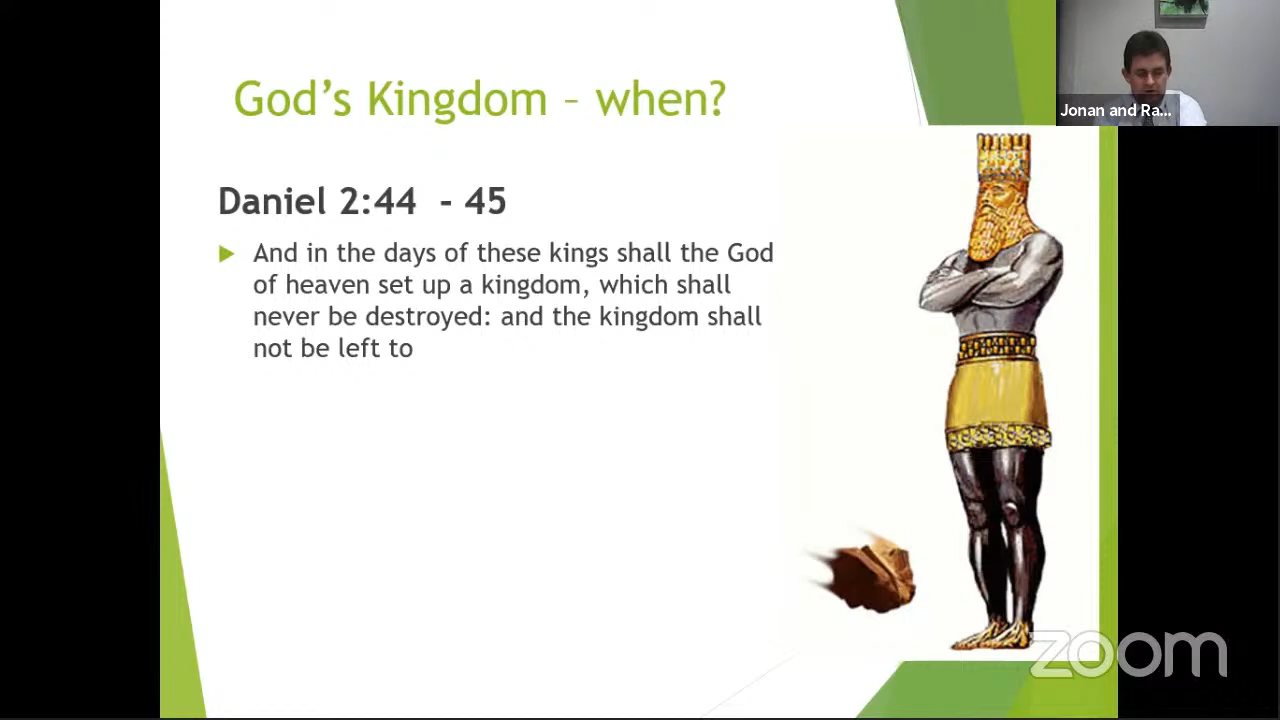 God's Kingdom – when?
Jonan and Ra...
Daniel 2:44 - 45
And in the days of these kings shall the God
of heaven set up a kingdom, which shall
never be destroyed: and the kingdom shall
not be left to
zoom